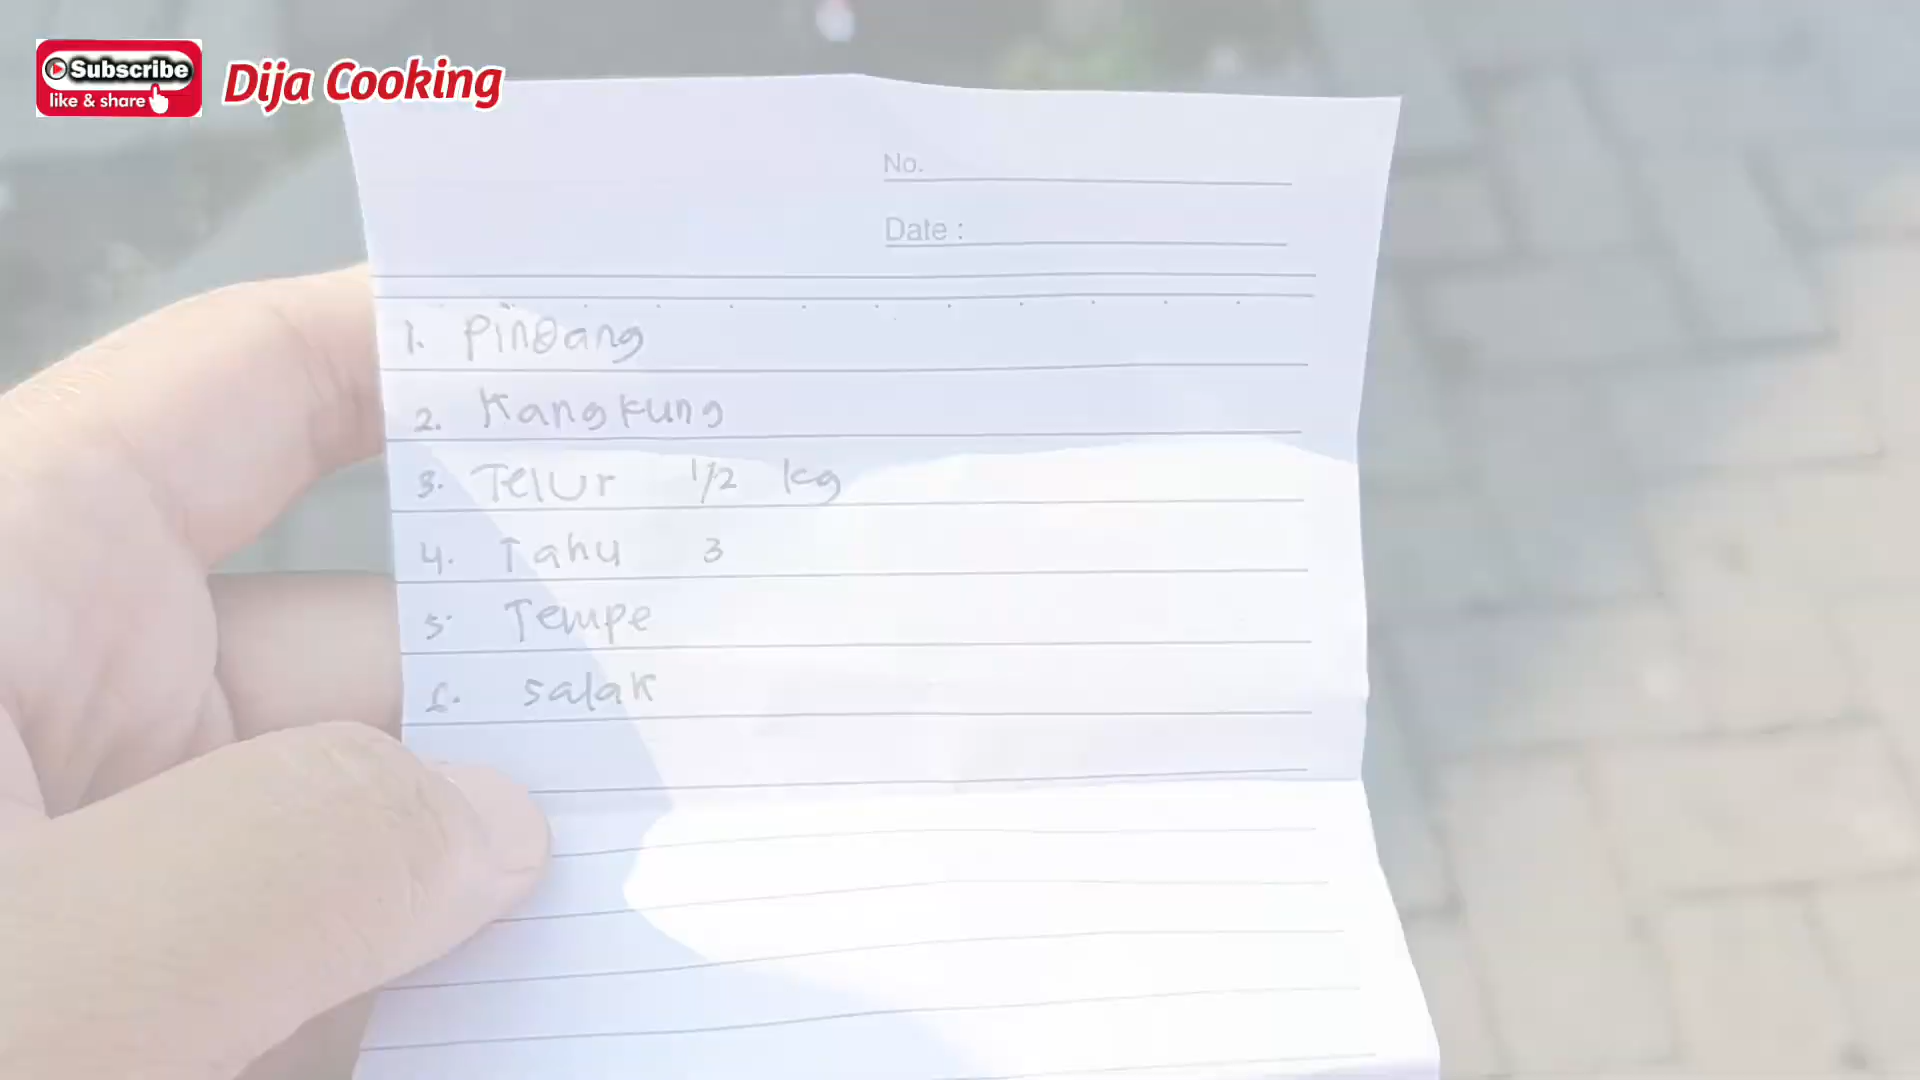 Subscribe
like & share
Dija Cooking
No.
Date :
1. Pindang
2. Kangkung
3. Telur 1/2 kg
4. Tahu 3
5. Tempe
6. salak